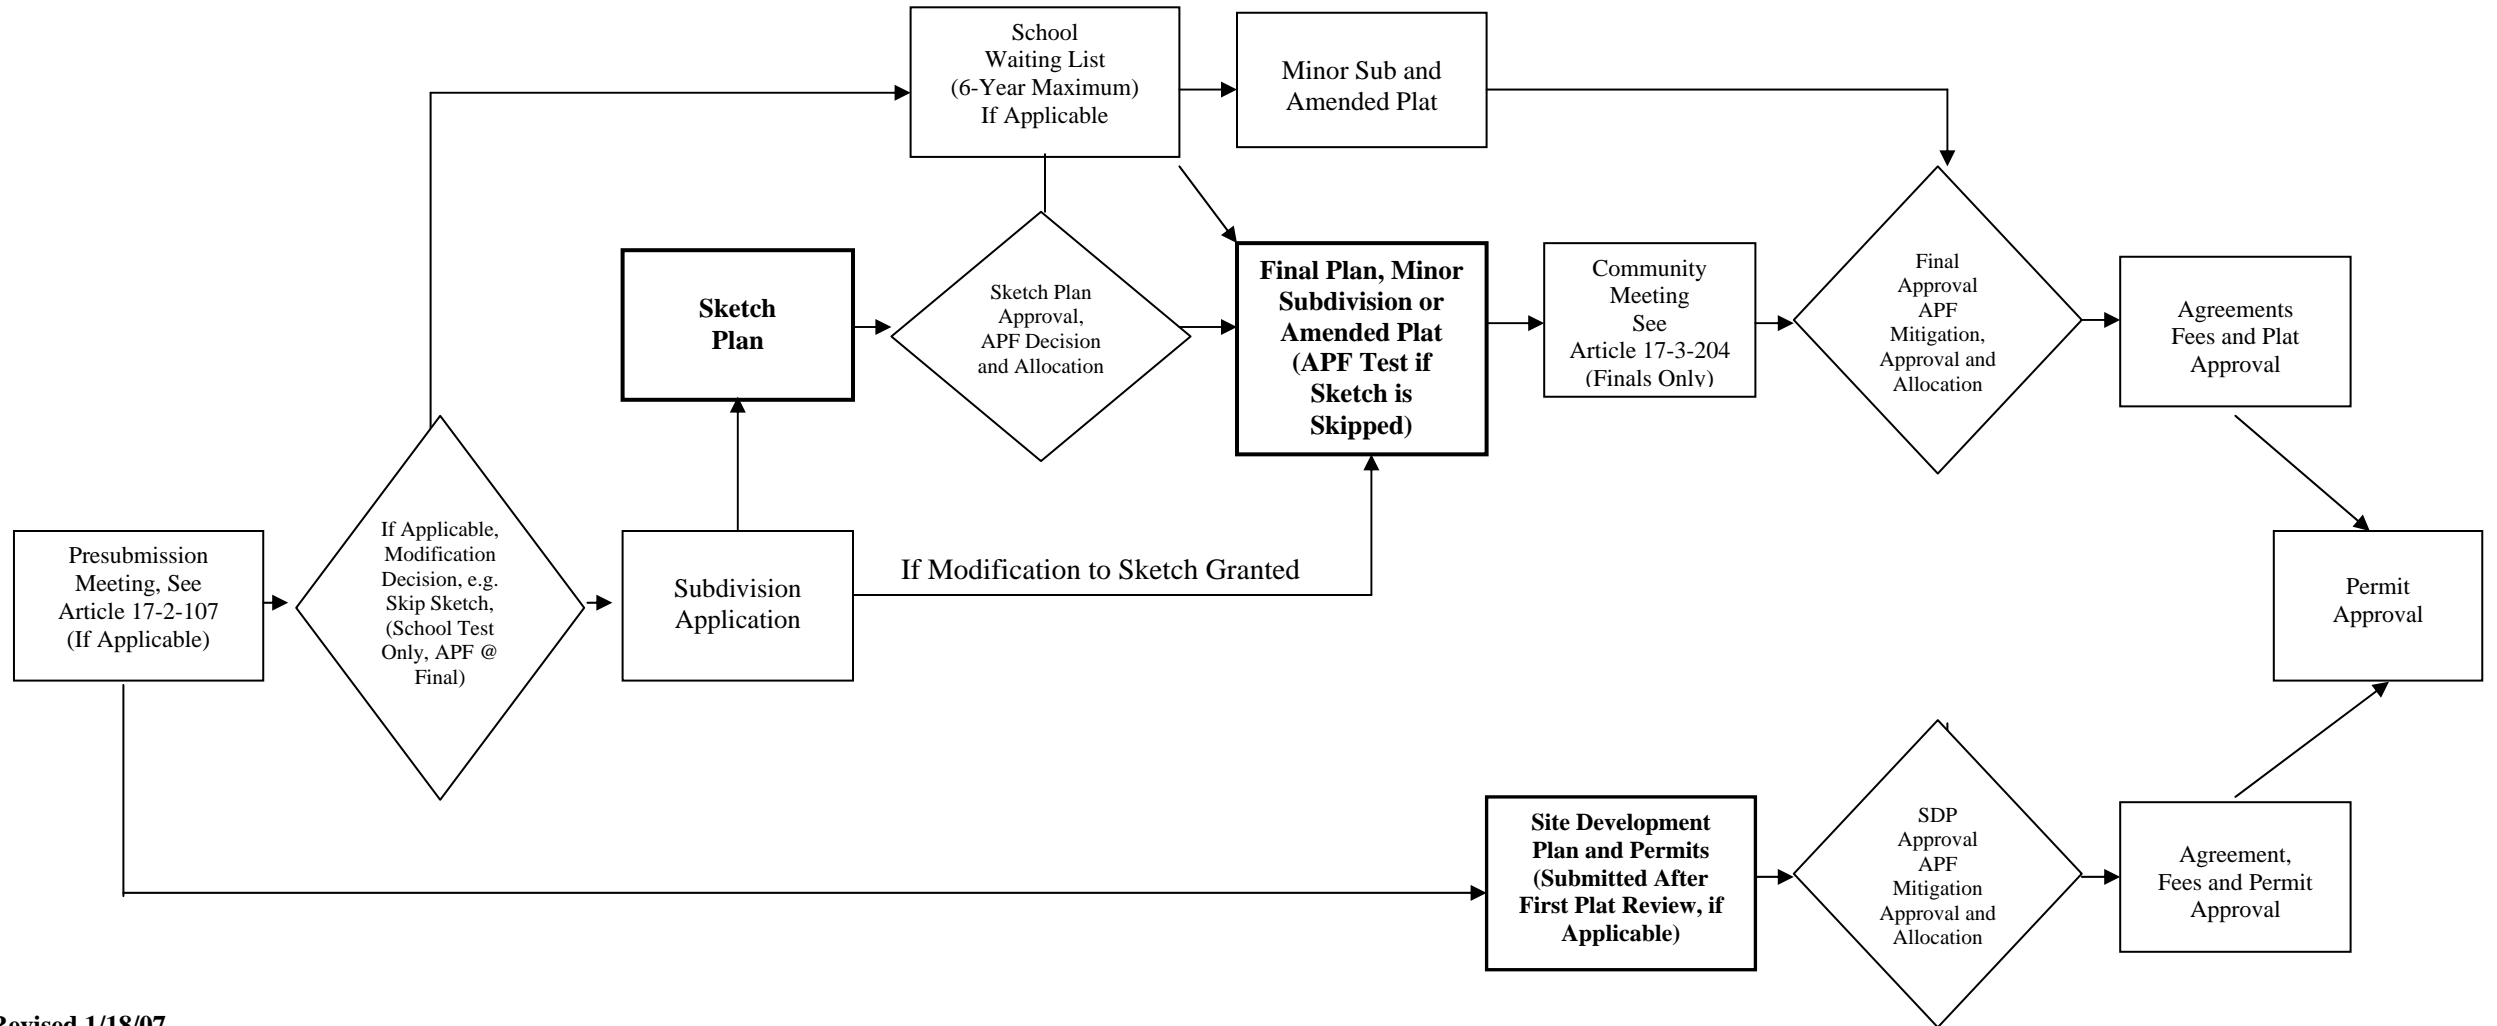 School
Waiting List
(6-Year Maximum)
If Applicable
Minor Sub and
Amended Plat
Sketch
Plan
Sketch Plan
Approval,
APF Decision
and Allocation
Final Plan, Minor
Subdivision or
Amended Plat
(APF Test if
Sketch is
Skipped)
Community
Meeting
See
Article 17-3-204
(Finals Only)
Final
Approval
APF
Mitigation,
Approval and
Allocation
Agreements
Fees and Plat
Approval
Presubmission
Meeting, See
Article 17-2-107
(If Applicable)
If Applicable,
Modification
Decision, e.g.
Skip Sketch,
(School Test
Only, APF @
Final)
Subdivision
Application
If Modification to Sketch Granted
Permit
Approval
Site Development
Plan and Permits
(Submitted After
First Plat Review, if
Applicable)
SDP
Approval
APF
Mitigation
Approval and
Allocation
Agreement,
Fees and Permit
Approval
Revised 1/18/07